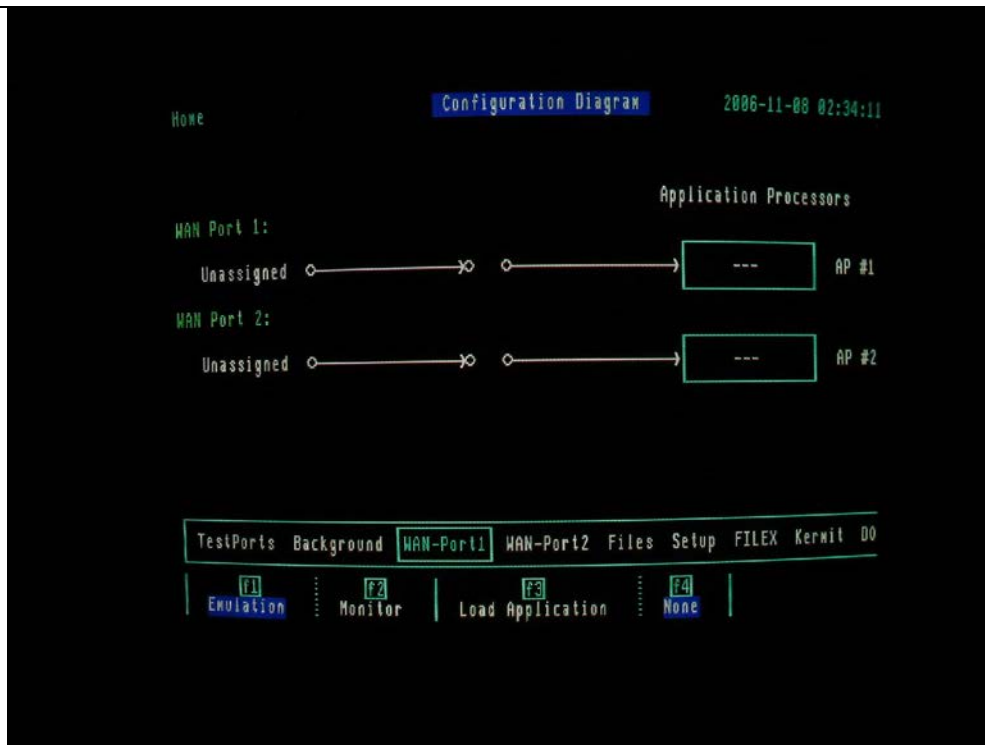 Home Configuration Diagram 2006-11-08 02:34:11
Application Processors
WAN Port 1:
Unassigned --- AP #1
WAN Port 2:
Unassigned --- AP #2
TestPorts Background WAN-Port1 WAN-Port2 Files Setup FILEX Kermit DO
f1 f2 f3 f4
Emulation Monitor Load Application None